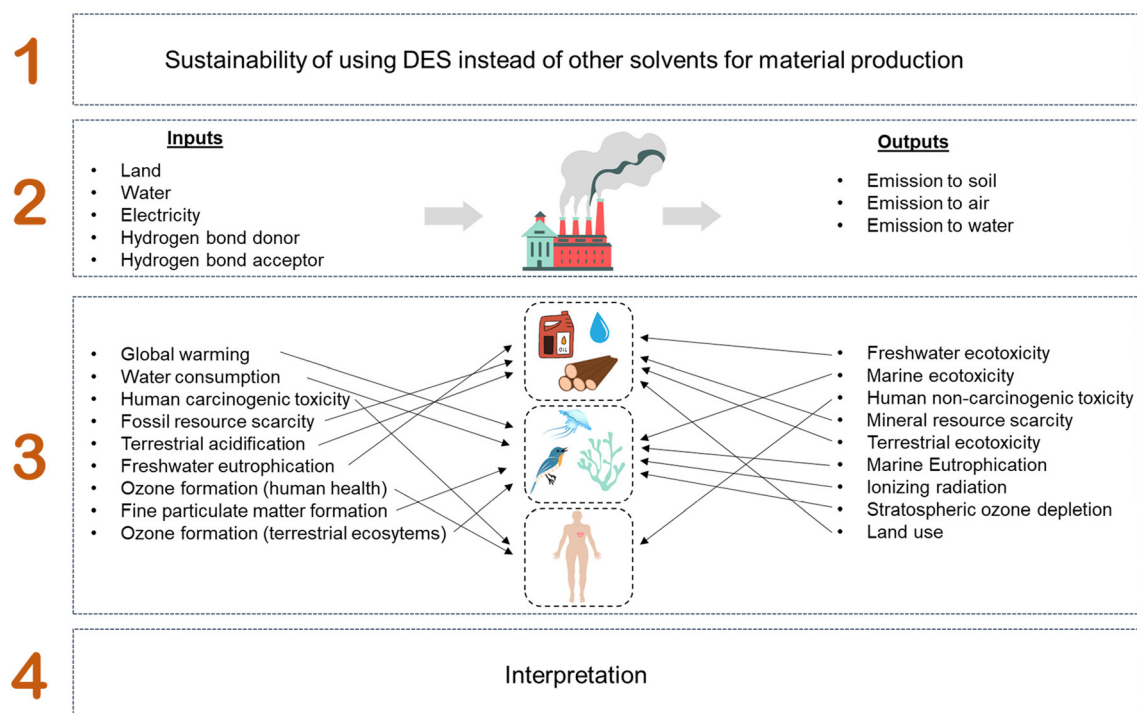 1
Sustainability of using DES instead of other solvents for material production
2
Inputs
• Land
• Water
• Electricity
• Hydrogen bond donor
• Hydrogen bond acceptor
Outputs
• Emission to soil
• Emission to air
• Emission to water
3
• Global warming
• Water consumption
• Human carcinogenic toxicity
• Fossil resource scarcity
• Terrestrial acidification
• Freshwater eutrophication
• Ozone formation (human health)
• Fine particulate matter formation
• Ozone formation (terrestrial ecosytems)
OIL
• Freshwater ecotoxicity
• Marine ecotoxicity
• Human non-carcinogenic toxicity
• Mineral resource scarcity
• Terrestrial ecotoxicity
• Marine Eutrophication
• Ionizing radiation
• Stratospheric ozone depletion
• Land use
4
Interpretation